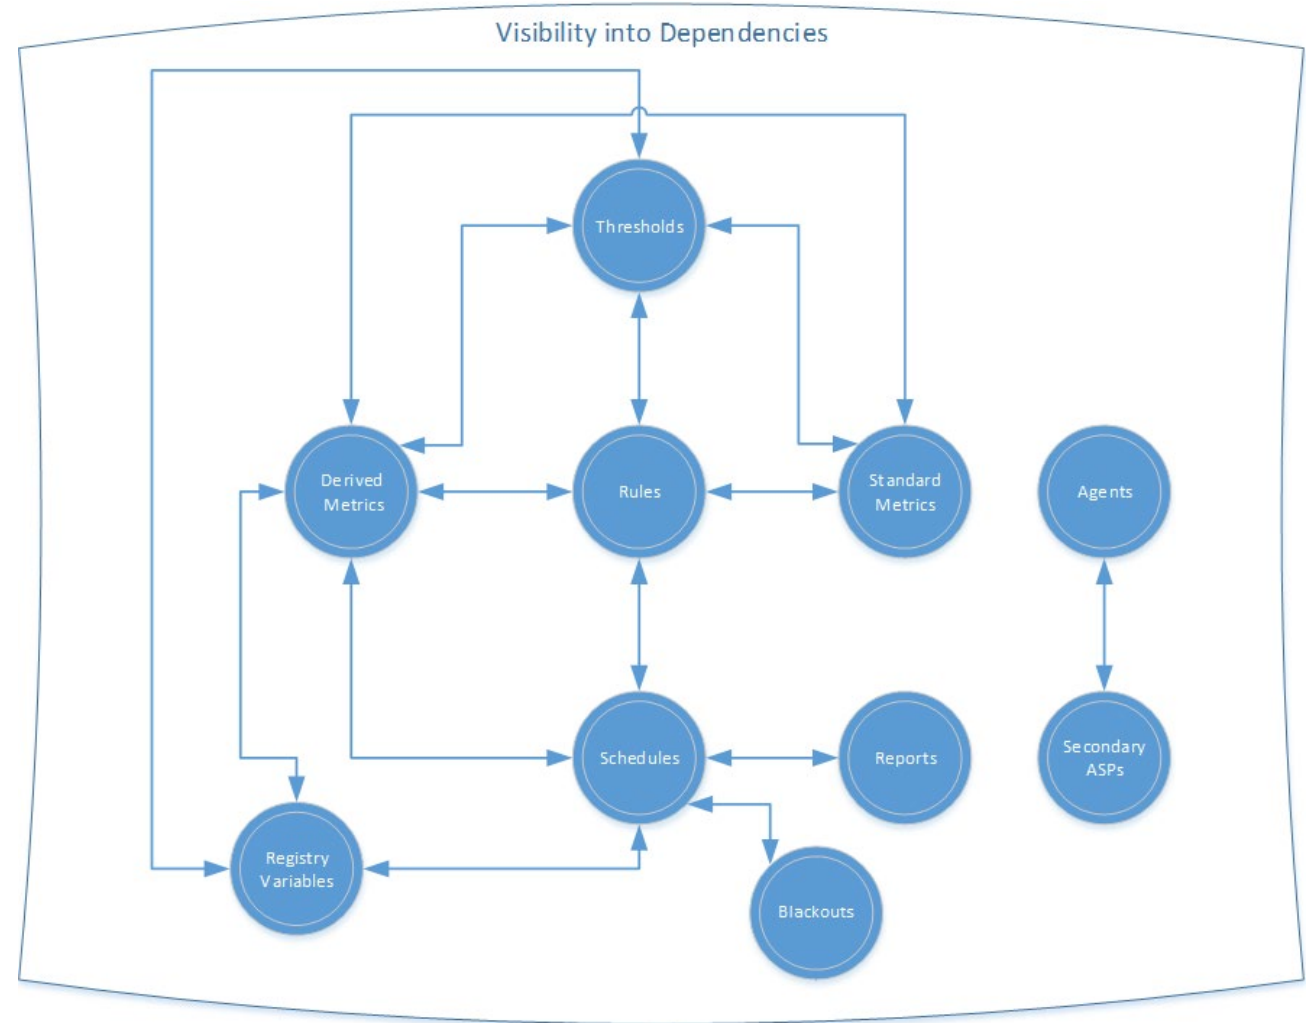 Visibility into Dependencies
Thresholds
Derived
Metrics
Rules
Standard
Metrics
Agents
Schedules
Reports
Secondary
ASPs
Registry
Variables
Blackouts